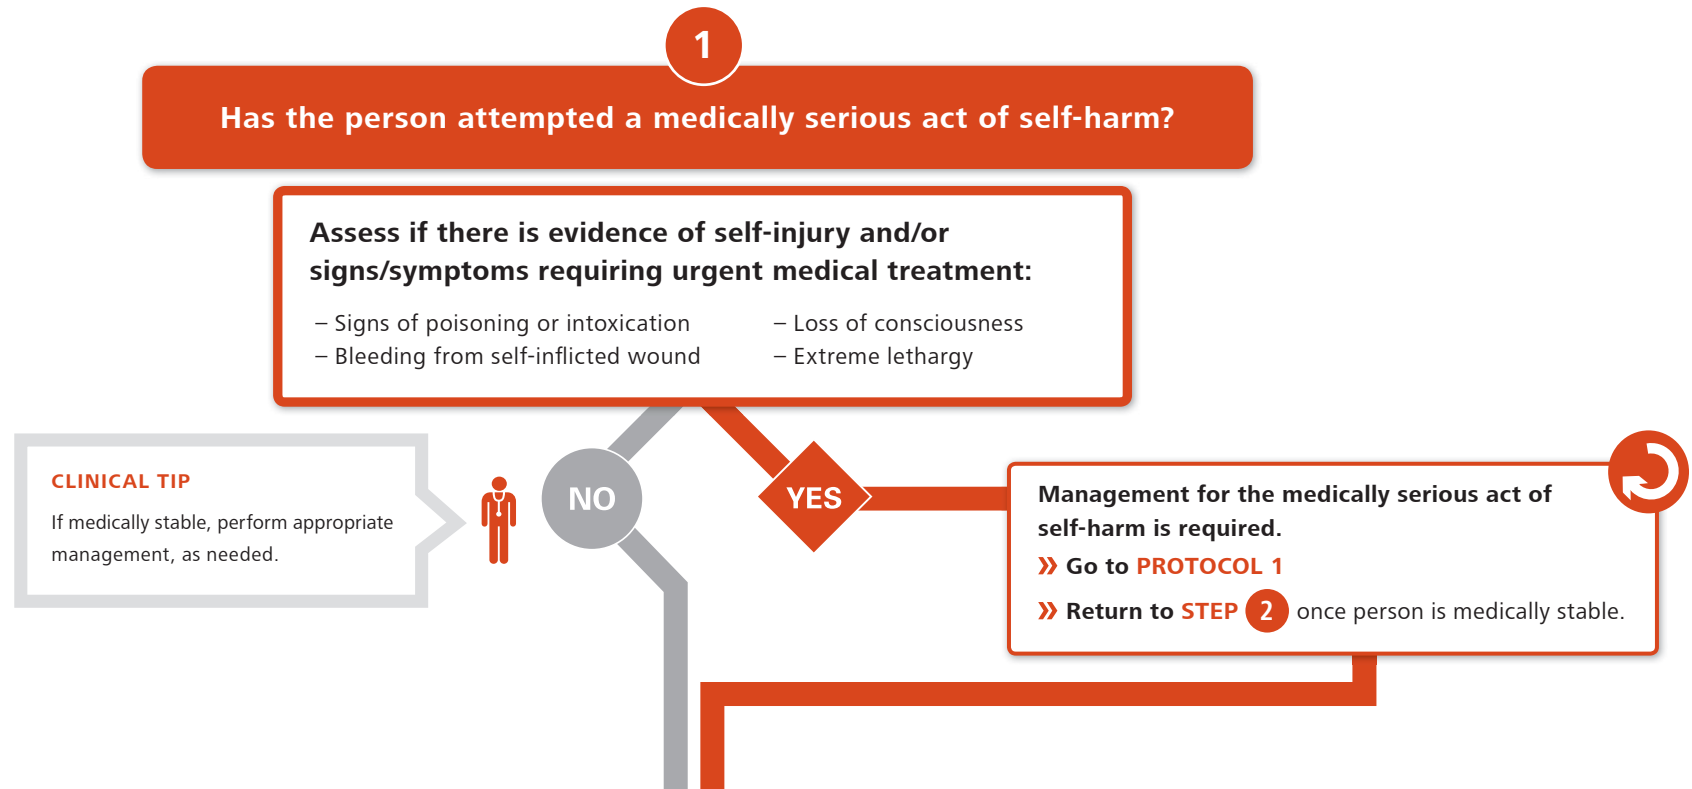 1
Has the person attempted a medically serious act of self-harm?
Assess if there is evidence of self-injury and/or
signs/symptoms requiring urgent medical treatment:
– Signs of poisoning or intoxication
– Bleeding from self-inflicted wound
– Loss of consciousness
– Extreme lethargy
CLINICAL TIP
If medically stable, perform appropriate
management, as needed.
NO
YES
Management for the medically serious act of
self-harm is required.
» Go to PROTOCOL 1
» Return to STEP 2 once person is medically stable.